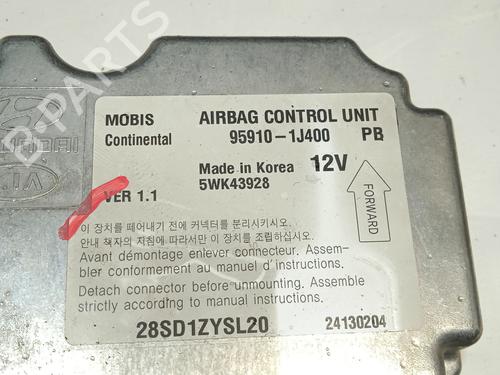 B-PARTS
HYUNDAI
KIA
MOBIS
AIRBAG CONTROL UNIT
Continental
95910-1J400 PB
Made in Korea 12V
5WK43928
VER 1.1
FORWARD
이 장치를 떼어내기 전에 커넥터를 분리시키시오.
안내 책자의 지침에 따라서만 이 장치를 조립하십시오.
Avant démontage enlever connecteur. Assem-
bler conformement au manuel d'instructions.
Detach connector before unmounting. Assemble
strictly according to manual instructions.
28SD1ZYSL20 24130204